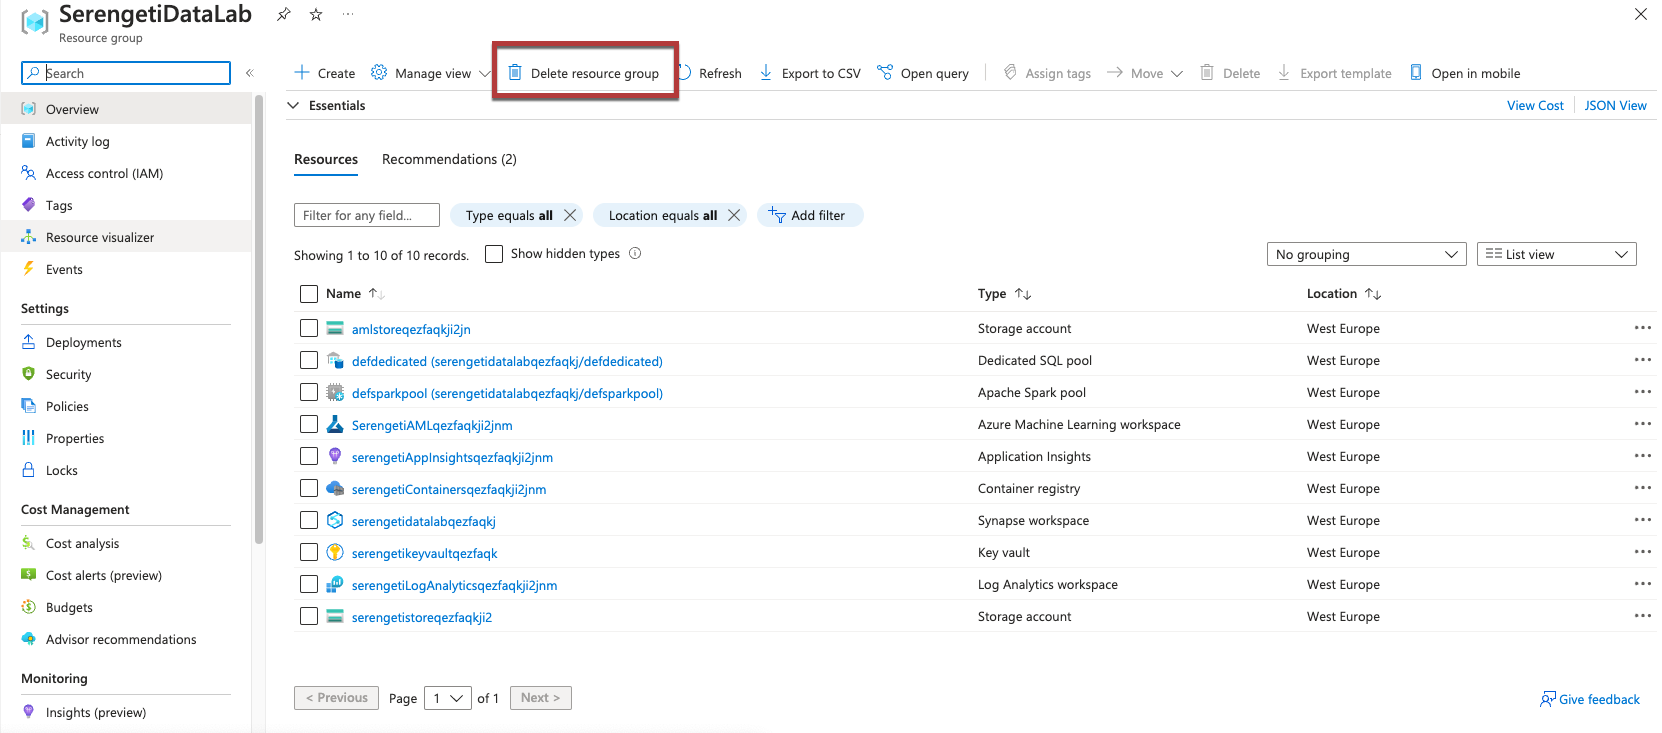 SerengetiDataLab
Resource group
Search
Create Manage view Delete resource group Refresh Export to CSV Open query Assign tags Move Delete Export template Open in mobile
Essentials
View Cost JSON View
Overview
Activity log
Access control (IAM)
Tags
Resource visualizer
Events
Settings
Deployments
Security
Policies
Properties
Locks
Cost Management
Cost analysis
Cost alerts (preview)
Budgets
Advisor recommendations
Monitoring
Insights (preview)
Resources Recommendations (2)
Filter for any field... Type equals all Location equals all Add filter
Showing 1 to 10 of 10 records. Show hidden types No grouping List view
Name Type Location
amlstoreqezfaqkji2jn Storage account West Europe
defdedicated (serengetidatalabqezfaqkj/defdedicated) Dedicated SQL pool West Europe
defsparkpool (serengetidatalabqezfaqkj/defsparkpool) Apache Spark pool West Europe
SerengetiAMLqezfaqkji2jnm Azure Machine Learning workspace West Europe
serengetiAppInsightsqezfaqkji2jnm Application Insights West Europe
serengetiContainersqezfaqkji2jnm Container registry West Europe
serengetidatalabqezfaqkj Synapse workspace West Europe
serengetikeyvaultqezfaqk Key vault West Europe
serengetiLogAnalyticsqezfaqkji2jnm Log Analytics workspace West Europe
serengetistoreqezfaqkji2 Storage account West Europe
< Previous Page 1 of 1 Next >
Give feedback